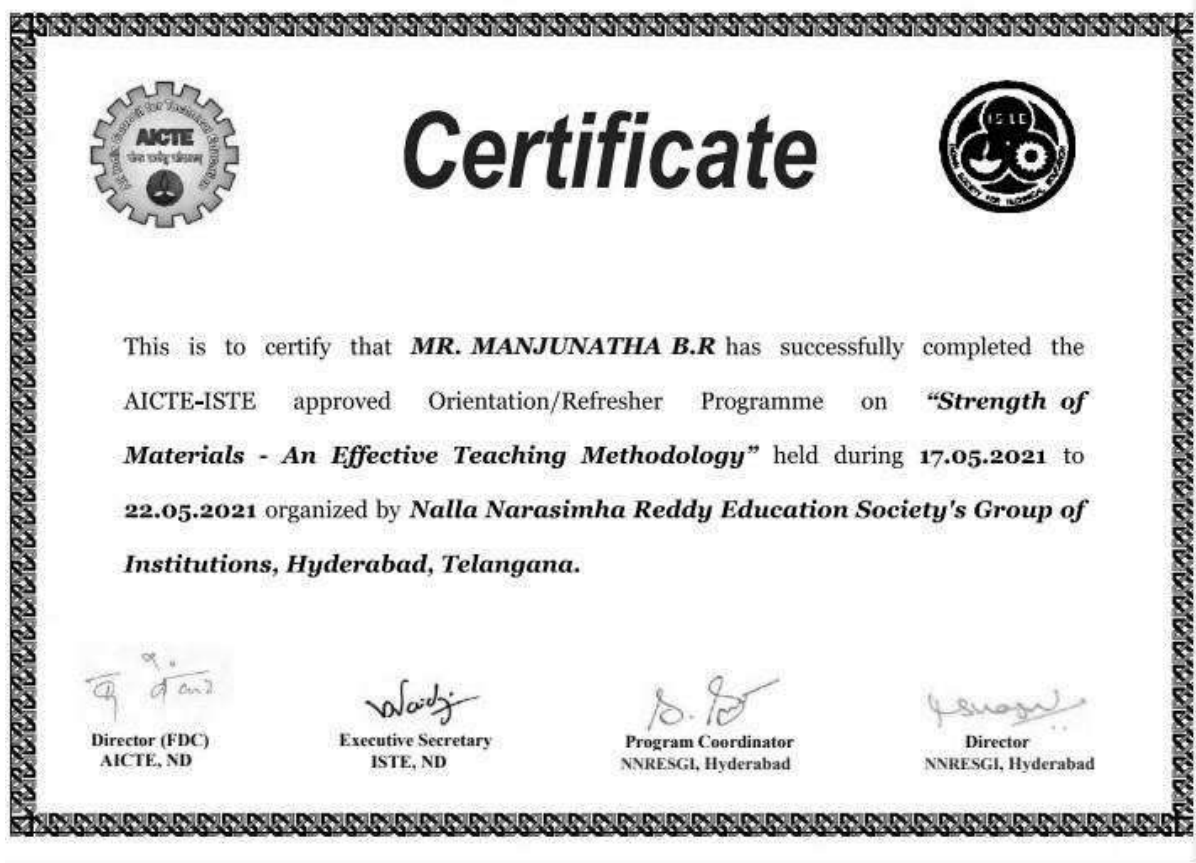 AICTE
Certificate
ISTE
This is to certify that MR. MANJUNATHA B.R has successfully completed the
AICTE-ISTE approved Orientation/Refresher Programme on “Strength of
Materials - An Effective Teaching Methodology” held during 17.05.2021 to
22.05.2021 organized by Nalla Narasimha Reddy Education Society's Group of
Institutions, Hyderabad, Telangana.
Director (FDC)
AICTE, ND
Executive Secretary
ISTE, ND
Program Coordinator
NNRESGI, Hyderabad
Director
NNRESGI, Hyderabad